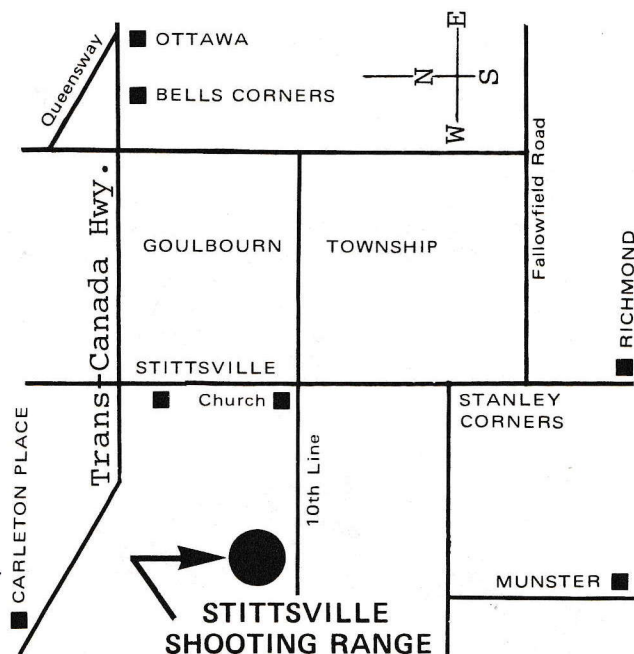 Queensway
OTTAWA
BELLS CORNERS
E
N
S
W
Trans-Canada Hwy.
GOULBOURN TOWNSHIP
Fallowfield Road
STITTSVILLE
Church
RICHMOND
STANLEY
CORNERS
CARLETON PLACE
10th Line
MUNSTER
STITTSVILLE
SHOOTING RANGE